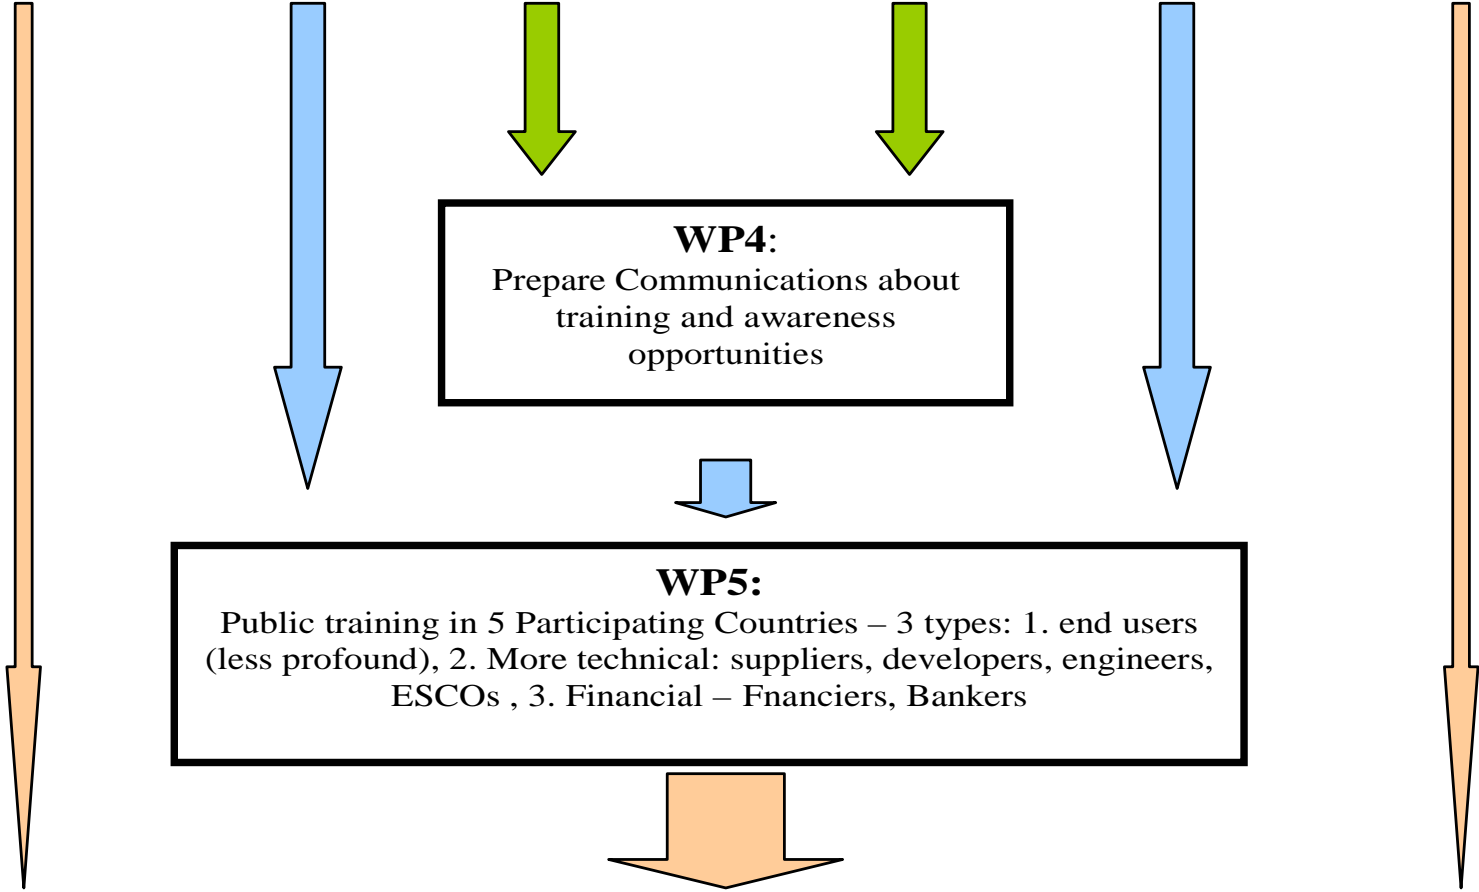 WP4:
Prepare Communications about
training and awareness
opportunities
WP5:
Public training in 5 Participating Countries – 3 types: 1. end users
(less profound), 2. More technical: suppliers, developers, engineers,
ESCOs , 3. Financial – Fnanciers, Bankers